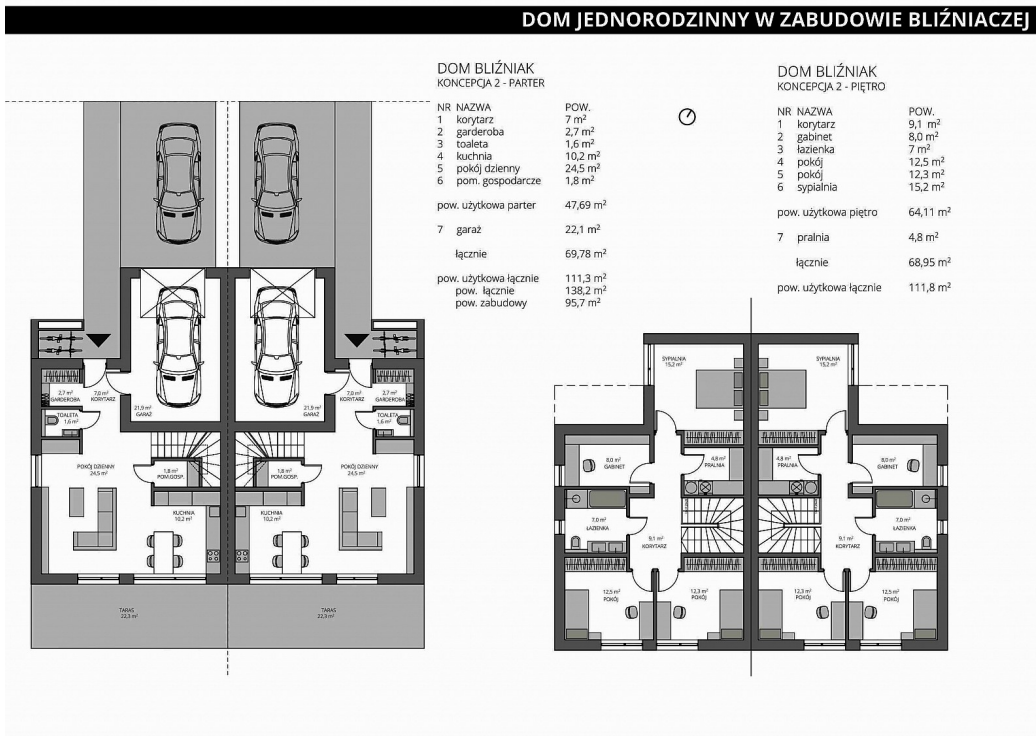 DOM JEDNORODZINNY W ZABUDOWIE BLIŹNIACZEJ
DOM BLIŹNIAK
KONCEPCJA 2 - PARTER
NR NAZWA POW.
1 korytarz 7 m²
2 garderoba 2,7 m²
3 toaleta 1,6 m²
4 kuchnia 10,2 m²
5 pokój dzienny 24,5 m²
6 pom. gospodarcze 1,8 m²
pow. użytkowa parter 47,69 m²
7 garaż 22,1 m²
łącznie 69,78 m²
pow. użytkowa łącznie 111,3 m²
pow. łącznie 138,2 m²
pow. zabudowy 95,7 m²
DOM BLIŹNIAK
KONCEPCJA 2 - PIĘTRO
NR NAZWA POW.
1 korytarz 9,1 m²
2 gabinet 8,0 m²
3 łazienka 7 m²
4 pokój 12,5 m²
5 pokój 12,3 m²
6 sypialnia 15,2 m²
pow. użytkowa piętro 64,11 m²
7 pralnia 4,8 m²
łącznie 68,95 m²
pow. użytkowa łącznie 111,8 m²
2,7 m²
GARDEROBA
7,0 m²
KORYTARZ
TOALETA
1,6 m²
21,9 m²
GARAŻ
21,9 m²
GARAŻ
7,0 m²
KORYTARZ
2,7 m²
GARDEROBA
TOALETA
1,6 m²
POKÓJ DZIENNY
24,5 m²
1,8 m²
POM.GOSP.
1,8 m²
POM.GOSP.
POKÓJ DZIENNY
24,5 m²
KUCHNIA
10,2 m²
KUCHNIA
10,2 m²
TARAS
22,3 m²
TARAS
22,3 m²
SYPIALNIA
15,2 m²
SYPIALNIA
15,2 m²
8,0 m²
GABINET
4,8 m²
PRALNIA
4,8 m²
PRALNIA
8,0 m²
GABINET
7,0 m²
ŁAZIENKA
9,1 m²
KORYTARZ
9,1 m²
KORYTARZ
7,0 m²
ŁAZIENKA
12,5 m²
POKÓJ
12,3 m²
POKÓJ
12,3 m²
POKÓJ
12,5 m²
POKÓJ